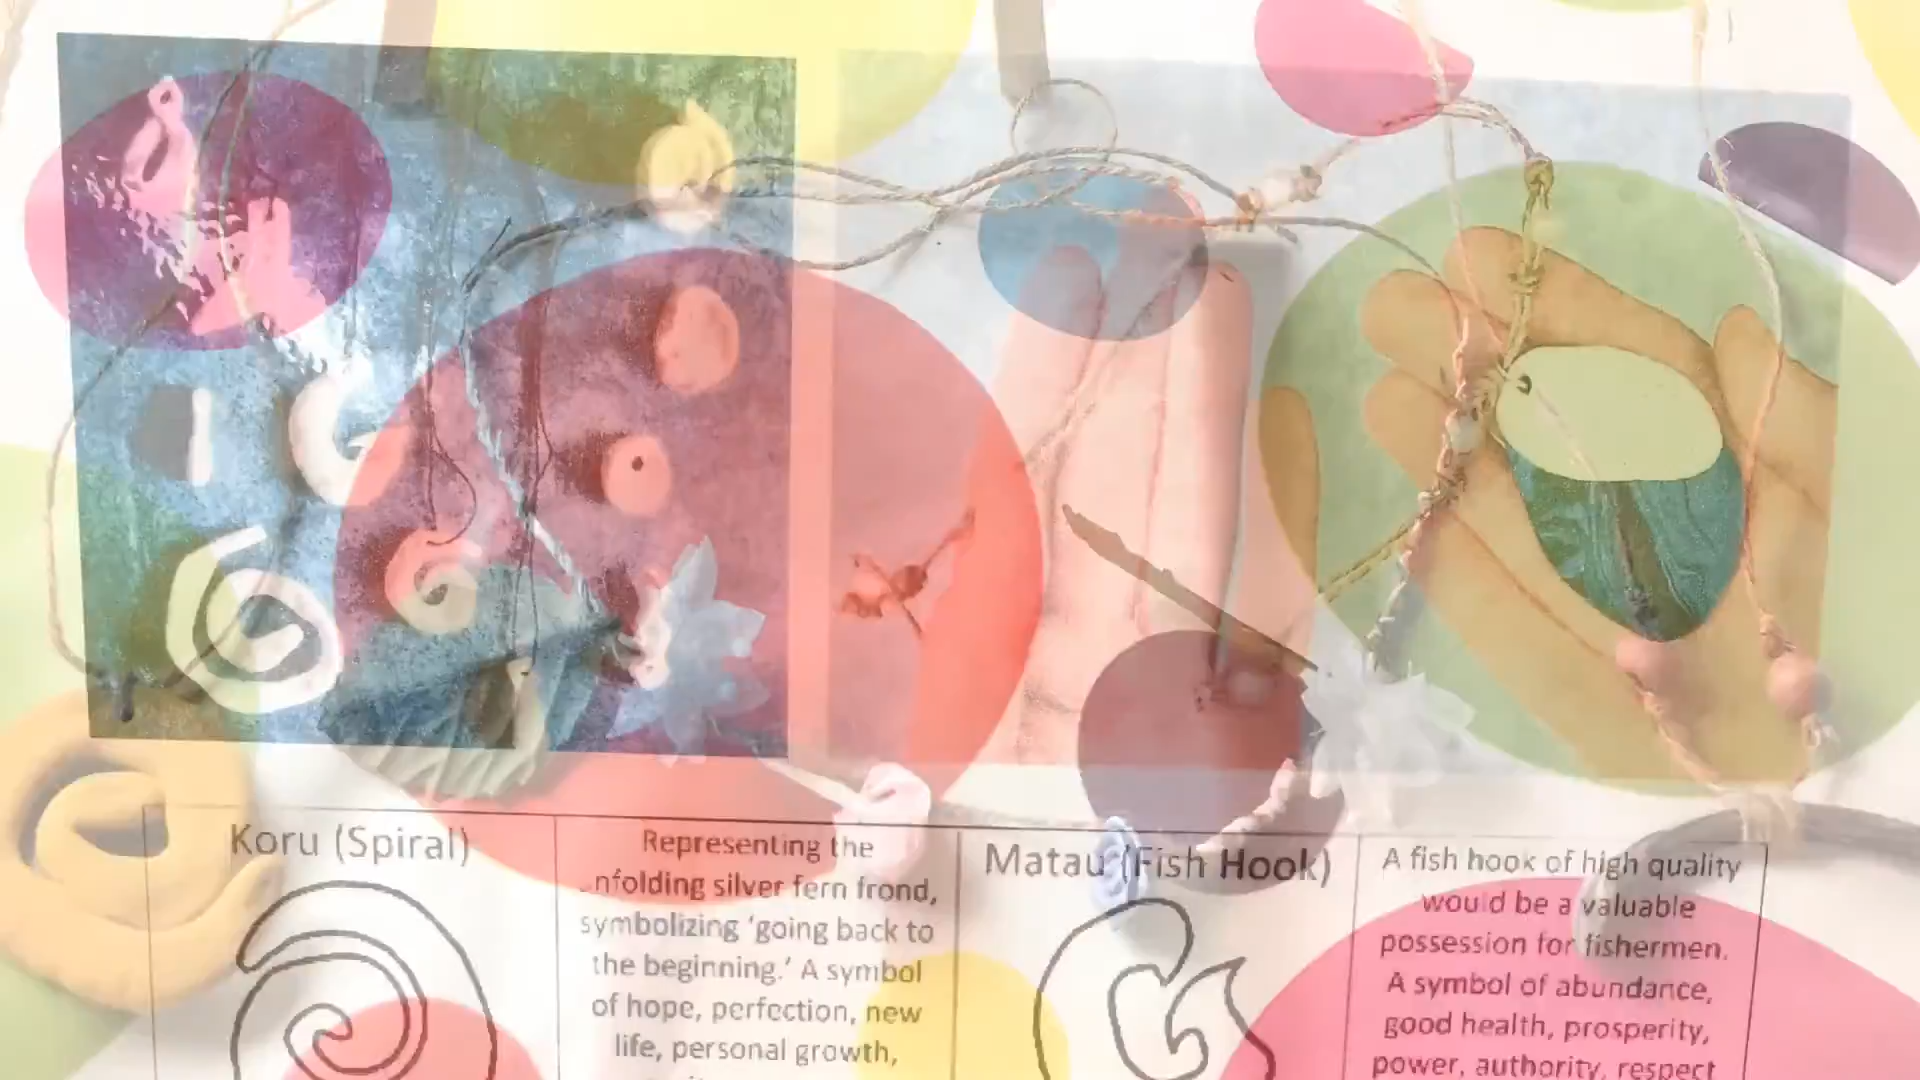 Koru (Spiral)
Representing the
nfolding silver fern frond,
symbolizing 'going back to
the beginning.' A symbol
of hope, perfection, new
life, personal growth,
Matau (Fish Hook)
A fish hook of high quality
would be a valuable
possession for fishermen.
A symbol of abundance,
good health, prosperity,
power, authority, respect